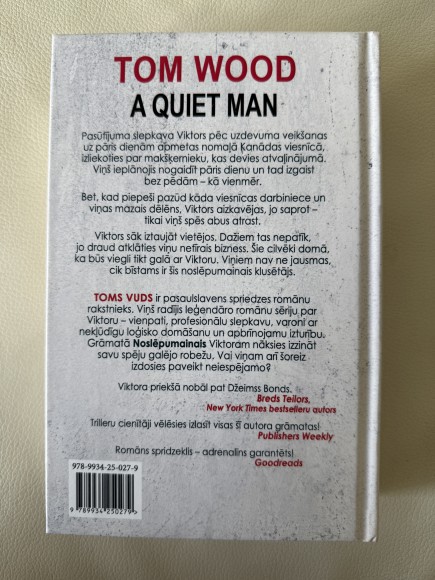 TOM WOOD
A QUIET MAN
Pasūtījuma slepkava Viktors pēc uzdevuma veikšanas
uz pāris dienām apmetas nomaļā Kanādas viesnīcā,
izliekoties par makšķernieku, kas devies atvaļinājumā.
Viņš ieplānojis nogaidīt pāris dienu un tad izgaist
bez pēdām – kā vienmēr.
Bet, kad piepeši pazūd kāda viesnīcas darbiniece un
viņas mazais dēlēns, Viktors aizkavējas, jo saprot –
tikai viņš spēs abus atrast.
Viktors sāk iztaujāt vietējos. Dažiem tas nepatīk,
jo draud atklāties viņu netīrais bizness. Šie cilvēki domā,
ka būs viegli tikt galā ar Viktoru. Viņiem nav ne jausmas,
cik bīstams ir šis noslēpumainais klusētājs.
TOMS VUDS ir pasaulslavens spriedzes romānu
rakstnieks. Viņš radījis leģendāro romānu sēriju par
Viktoru – vienpati, profesionālu slepkavu, varoni ar
nekļūdīgu loģisko domāšanu un apbrīnojamu izturību.
Grāmatā Noslēpumainais Viktoram nāksies izzināt
savu spēju galējo robežu. Vai viņam arī šoreiz
izdosies paveikt neiespējamo?
Viktora priekšā nobāl pat Džeimss Bonds.
Breds Teilors,
New York Times bestselleru autors
Trilleru cienītāji vēlēsies izlasīt visas šī autora grāmatas!
Publishers Weekly
Romāns spridzeklis – adrenalīns garantēts!
Goodreads
978-9934-25-027-9
9 789934 250279